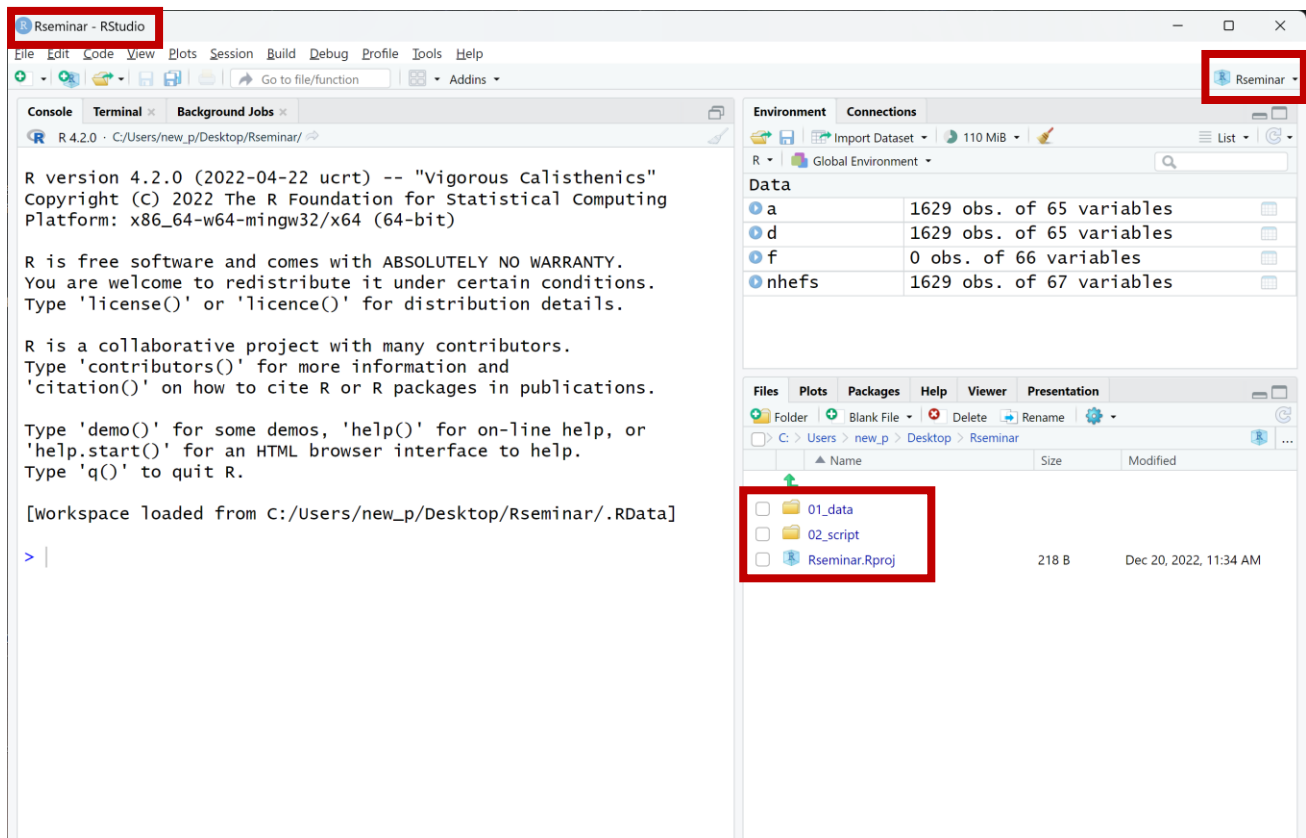 Rseminar - RStudio
File Edit Code View Plots Session Build Debug Profile Tools Help
Go to file/function Addins Rseminar
Console Terminal Background Jobs
R 4.2.0 · C:/Users/new_p/Desktop/Rseminar/
R version 4.2.0 (2022-04-22 ucrt) -- "Vigorous Calisthenics"
Copyright (C) 2022 The R Foundation for Statistical Computing
Platform: x86_64-w64-mingw32/x64 (64-bit)
R is free software and comes with ABSOLUTELY NO WARRANTY.
You are welcome to redistribute it under certain conditions.
Type 'license()' or 'licence()' for distribution details.
R is a collaborative project with many contributors.
Type 'contributors()' for more information and
'citation()' on how to cite R or R packages in publications.
Type 'demo()' for some demos, 'help()' for on-line help, or
'help.start()' for an HTML browser interface to help.
Type 'q()' to quit R.
[Workspace loaded from C:/Users/new_p/Desktop/Rseminar/.RData]
>
Environment Connections
Import Dataset 110 MiB List
R Global Environment
Data
a 1629 obs. of 65 variables
d 1629 obs. of 65 variables
f 0 obs. of 66 variables
nhefs 1629 obs. of 67 variables
Files Plots Packages Help Viewer Presentation
Folder Blank File Delete Rename
C: > Users > new_p > Desktop > Rseminar
Name Size Modified
01_data
02_script
Rseminar.Rproj 218 B Dec 20, 2022, 11:34 AM